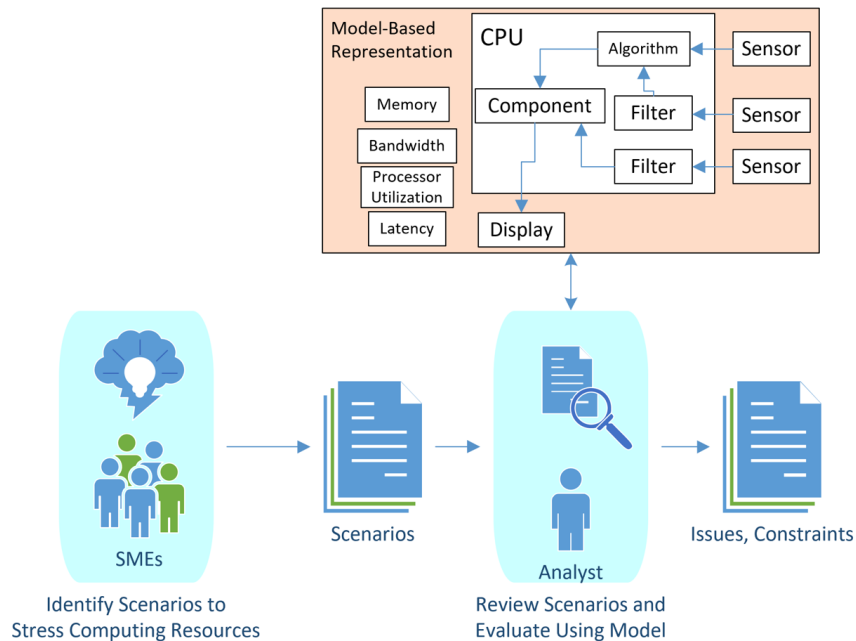 Model-Based
Representation
CPU
Algorithm
Sensor
Memory
Component
Filter
Sensor
Bandwidth
Processor
Utilization
Filter
Sensor
Latency
Display
SMEs
Scenarios
Analyst
Issues, Constraints
Identify Scenarios to
Stress Computing Resources
Review Scenarios and
Evaluate Using Model